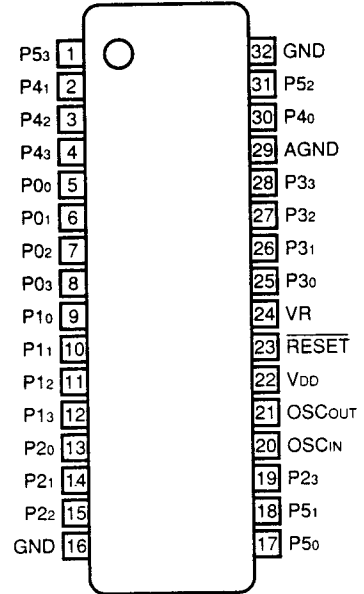 P5₃ 1 32 GND
P4₁ 2 31 P5₂
P4₂ 3 30 P4₀
P4₃ 4 29 AGND
P0₀ 5 28 P3₃
P0₁ 6 27 P3₂
P0₂ 7 26 P3₁
P0₃ 8 25 P3₀
P1₀ 9 24 VR
P1₁ 10 23 R̅E̅S̅E̅T̅
P1₂ 11 22 VDD
P1₃ 12 21 OSCOUT
P2₀ 13 20 OSCIN
P2₁ 14 19 P2₃
P2₂ 15 18 P5₁
GND 16 17 P5₀